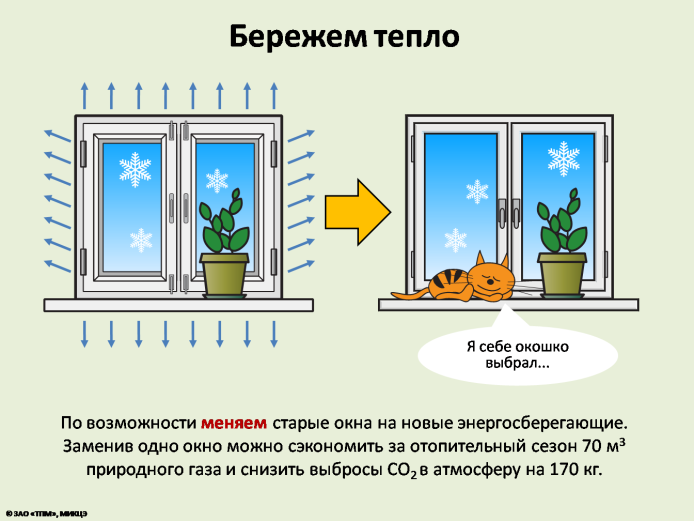 Бережем тепло
Я себе окошко
выбрал...
По возможности меняем старые окна на новые энергосберегающие.
Заменив одно окно можно сэкономить за отопительный сезон 70 м³
природного газа и снизить выбросы CO₂ в атмосферу на 170 кг.
© ЗАО «ТПМ», МИКЦЭ